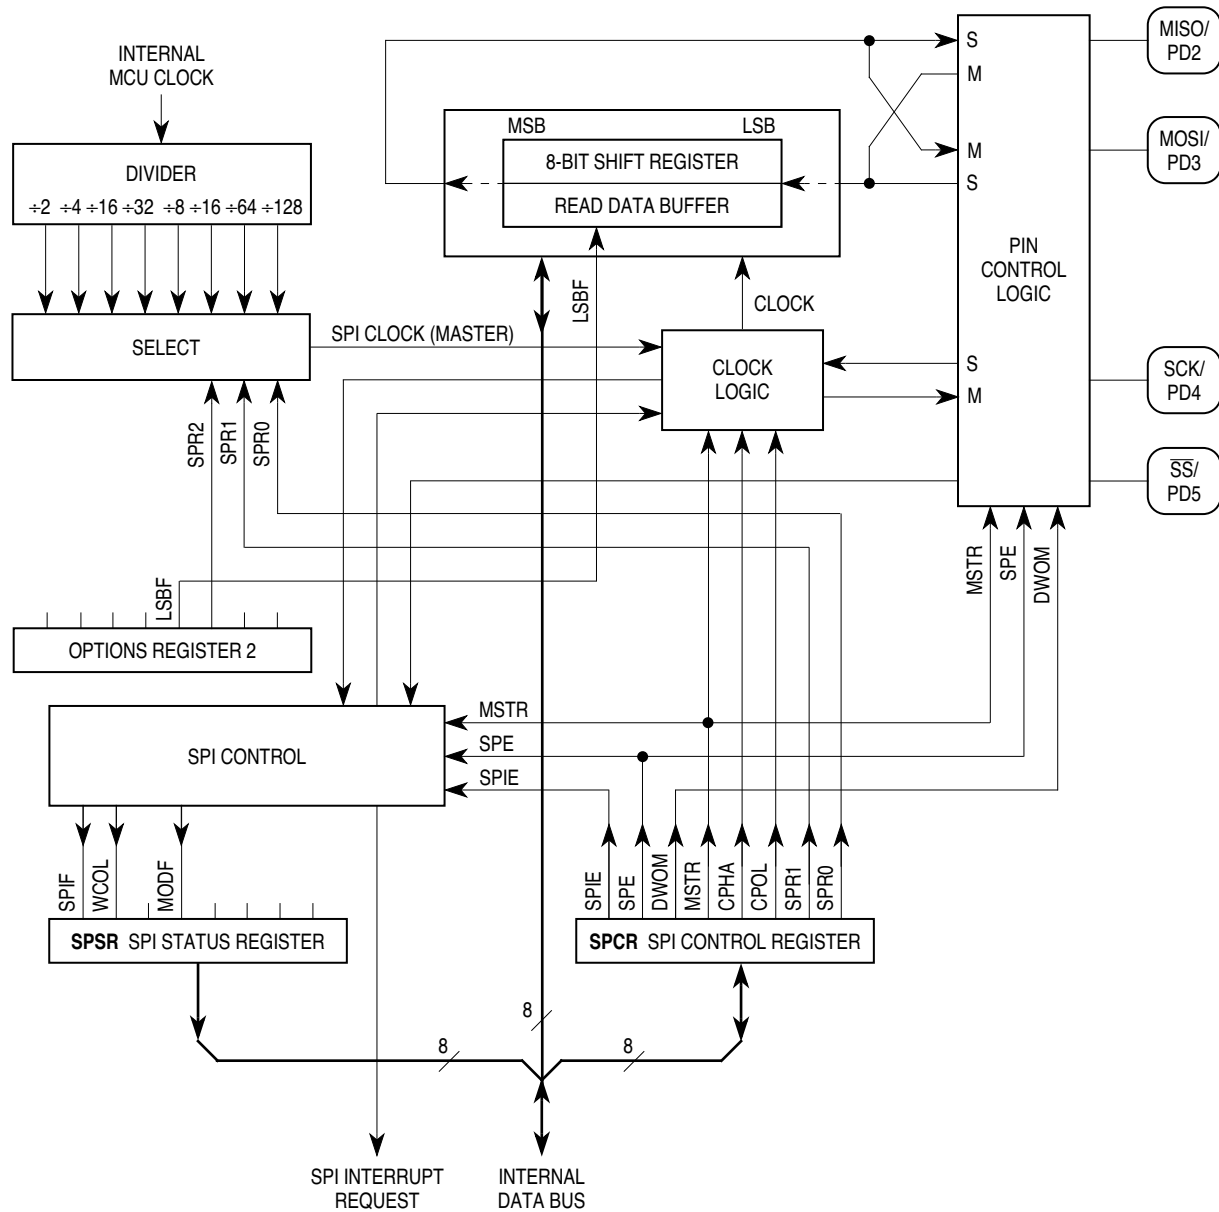 INTERNAL
MCU CLOCK
DIVIDER
÷2 ÷4 ÷16 ÷32 ÷8 ÷16 ÷64 ÷128
SELECT
SPI CLOCK (MASTER)
SPR2
SPR1
SPR0
LSBF
OPTIONS REGISTER 2
MSB
LSB
8-BIT SHIFT REGISTER
READ DATA BUFFER
LSBF
CLOCK
CLOCK
LOGIC
S
M
M
S
S
M
PIN
CONTROL
LOGIC
MISO/
PD2
MOSI/
PD3
SCK/
PD4
S̅S̅/
PD5
MSTR
SPE
DWOM
SPI CONTROL
MSTR
SPE
SPIE
SPIF
WCOL
MODF
SPSR SPI STATUS REGISTER
SPIE
SPE
DWOM
MSTR
CPHA
CPOL
SPR1
SPR0
SPCR SPI CONTROL REGISTER
8
8
8
SPI INTERRUPT
REQUEST
INTERNAL
DATA BUS